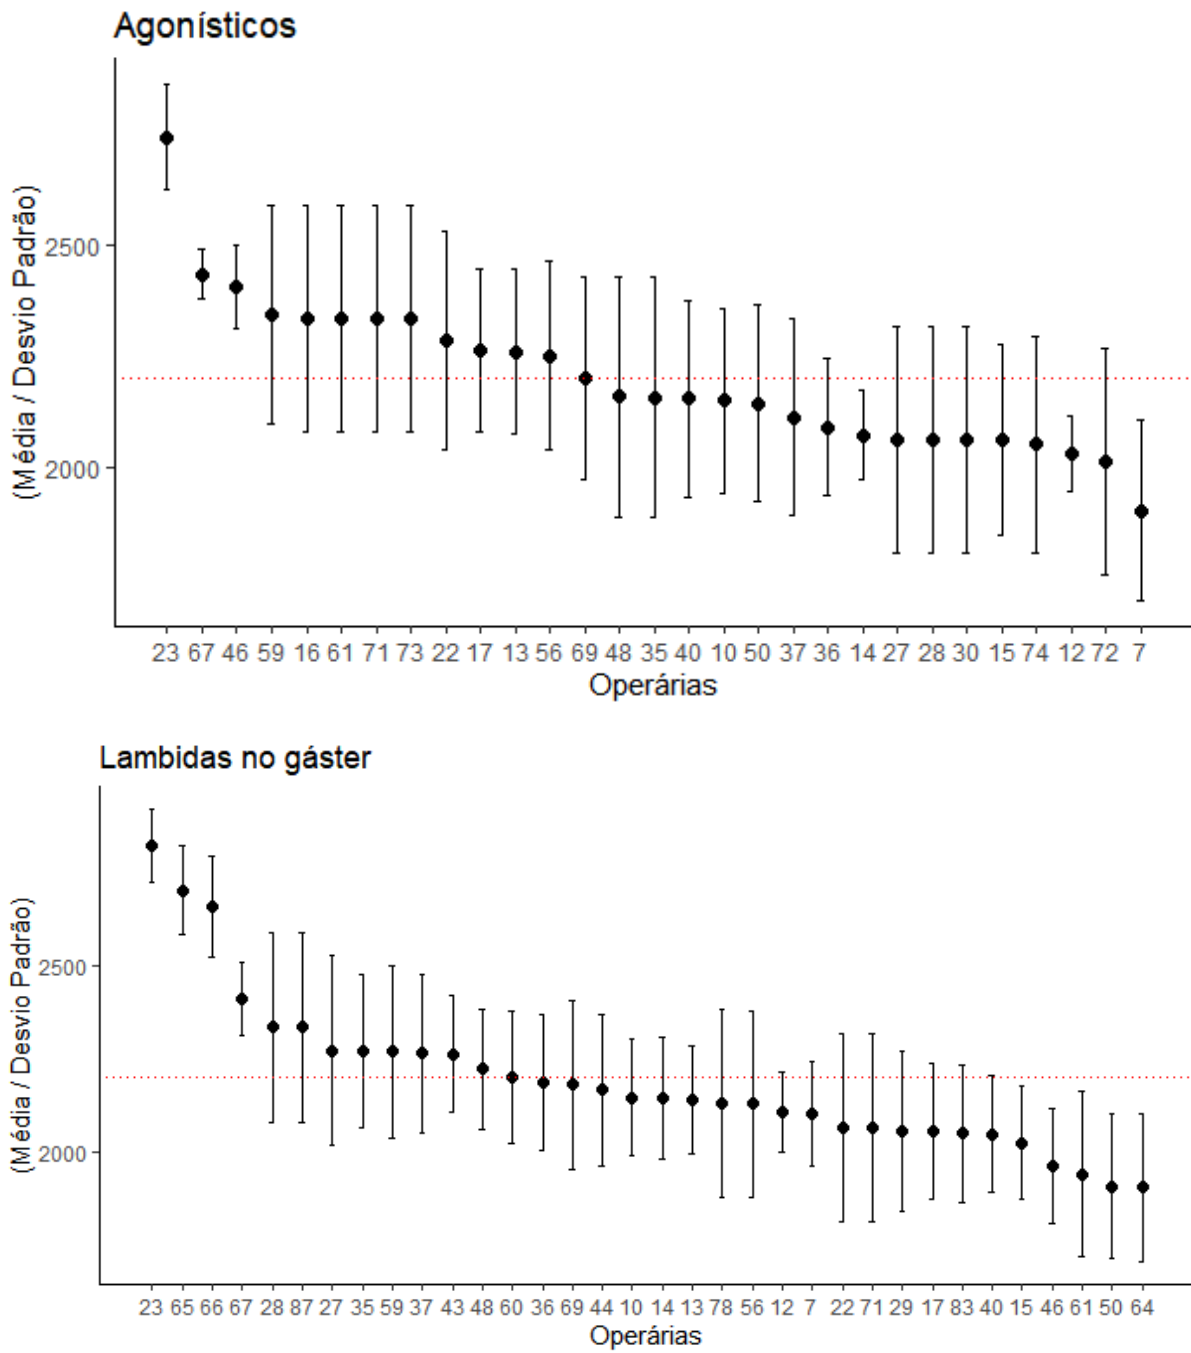 Agonísticos
(Média / Desvio Padrão)
2500
2000
23 67 46 59 16 61 71 73 22 17 13 56 69 48 35 40 10 50 37 36 14 27 28 30 15 74 12 72 7
Operárias
Lambidas no gáster
(Média / Desvio Padrão)
2500
2000
23 65 66 67 28 87 27 35 59 37 43 48 60 36 69 44 10 14 13 78 56 12 7 22 71 29 17 83 40 15 46 61 50 64
Operárias